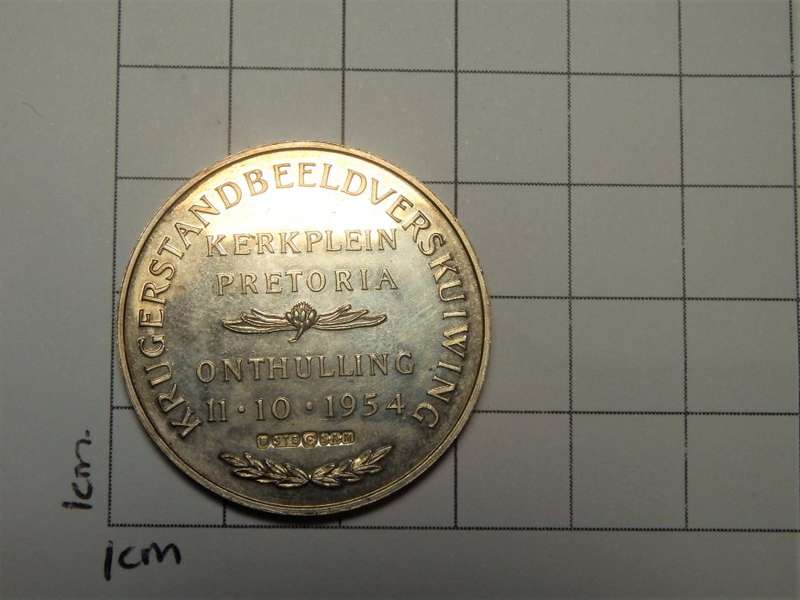 KRUGERSTANDBEELDVERSKUIWING
KERKPLEIN
PRETORIA
ONTHULLING
11·10·1954
1cm.
1cm